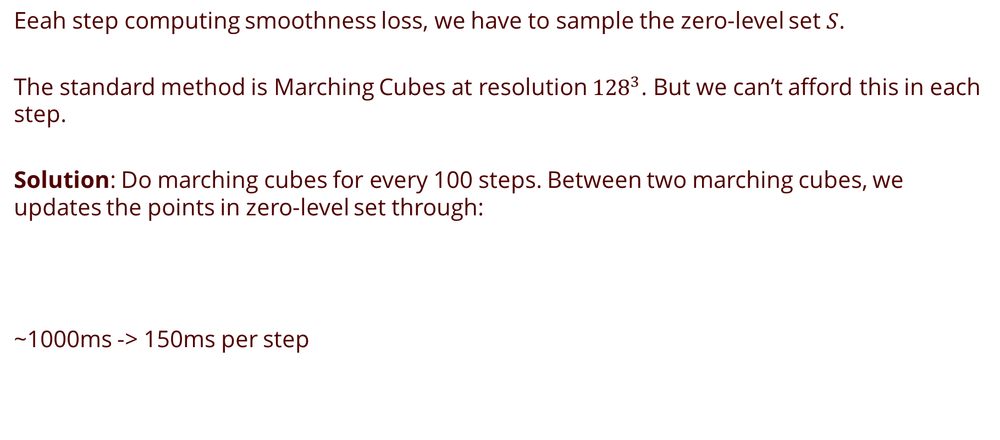 Eeah step computing smoothness loss, we have to sample the zero-level set S.
The standard method is Marching Cubes at resolution 128³. But we can’t afford this in each
step.
Solution: Do marching cubes for every 100 steps. Between two marching cubes, we
updates the points in zero-level set through:
~1000ms -> 150ms per step